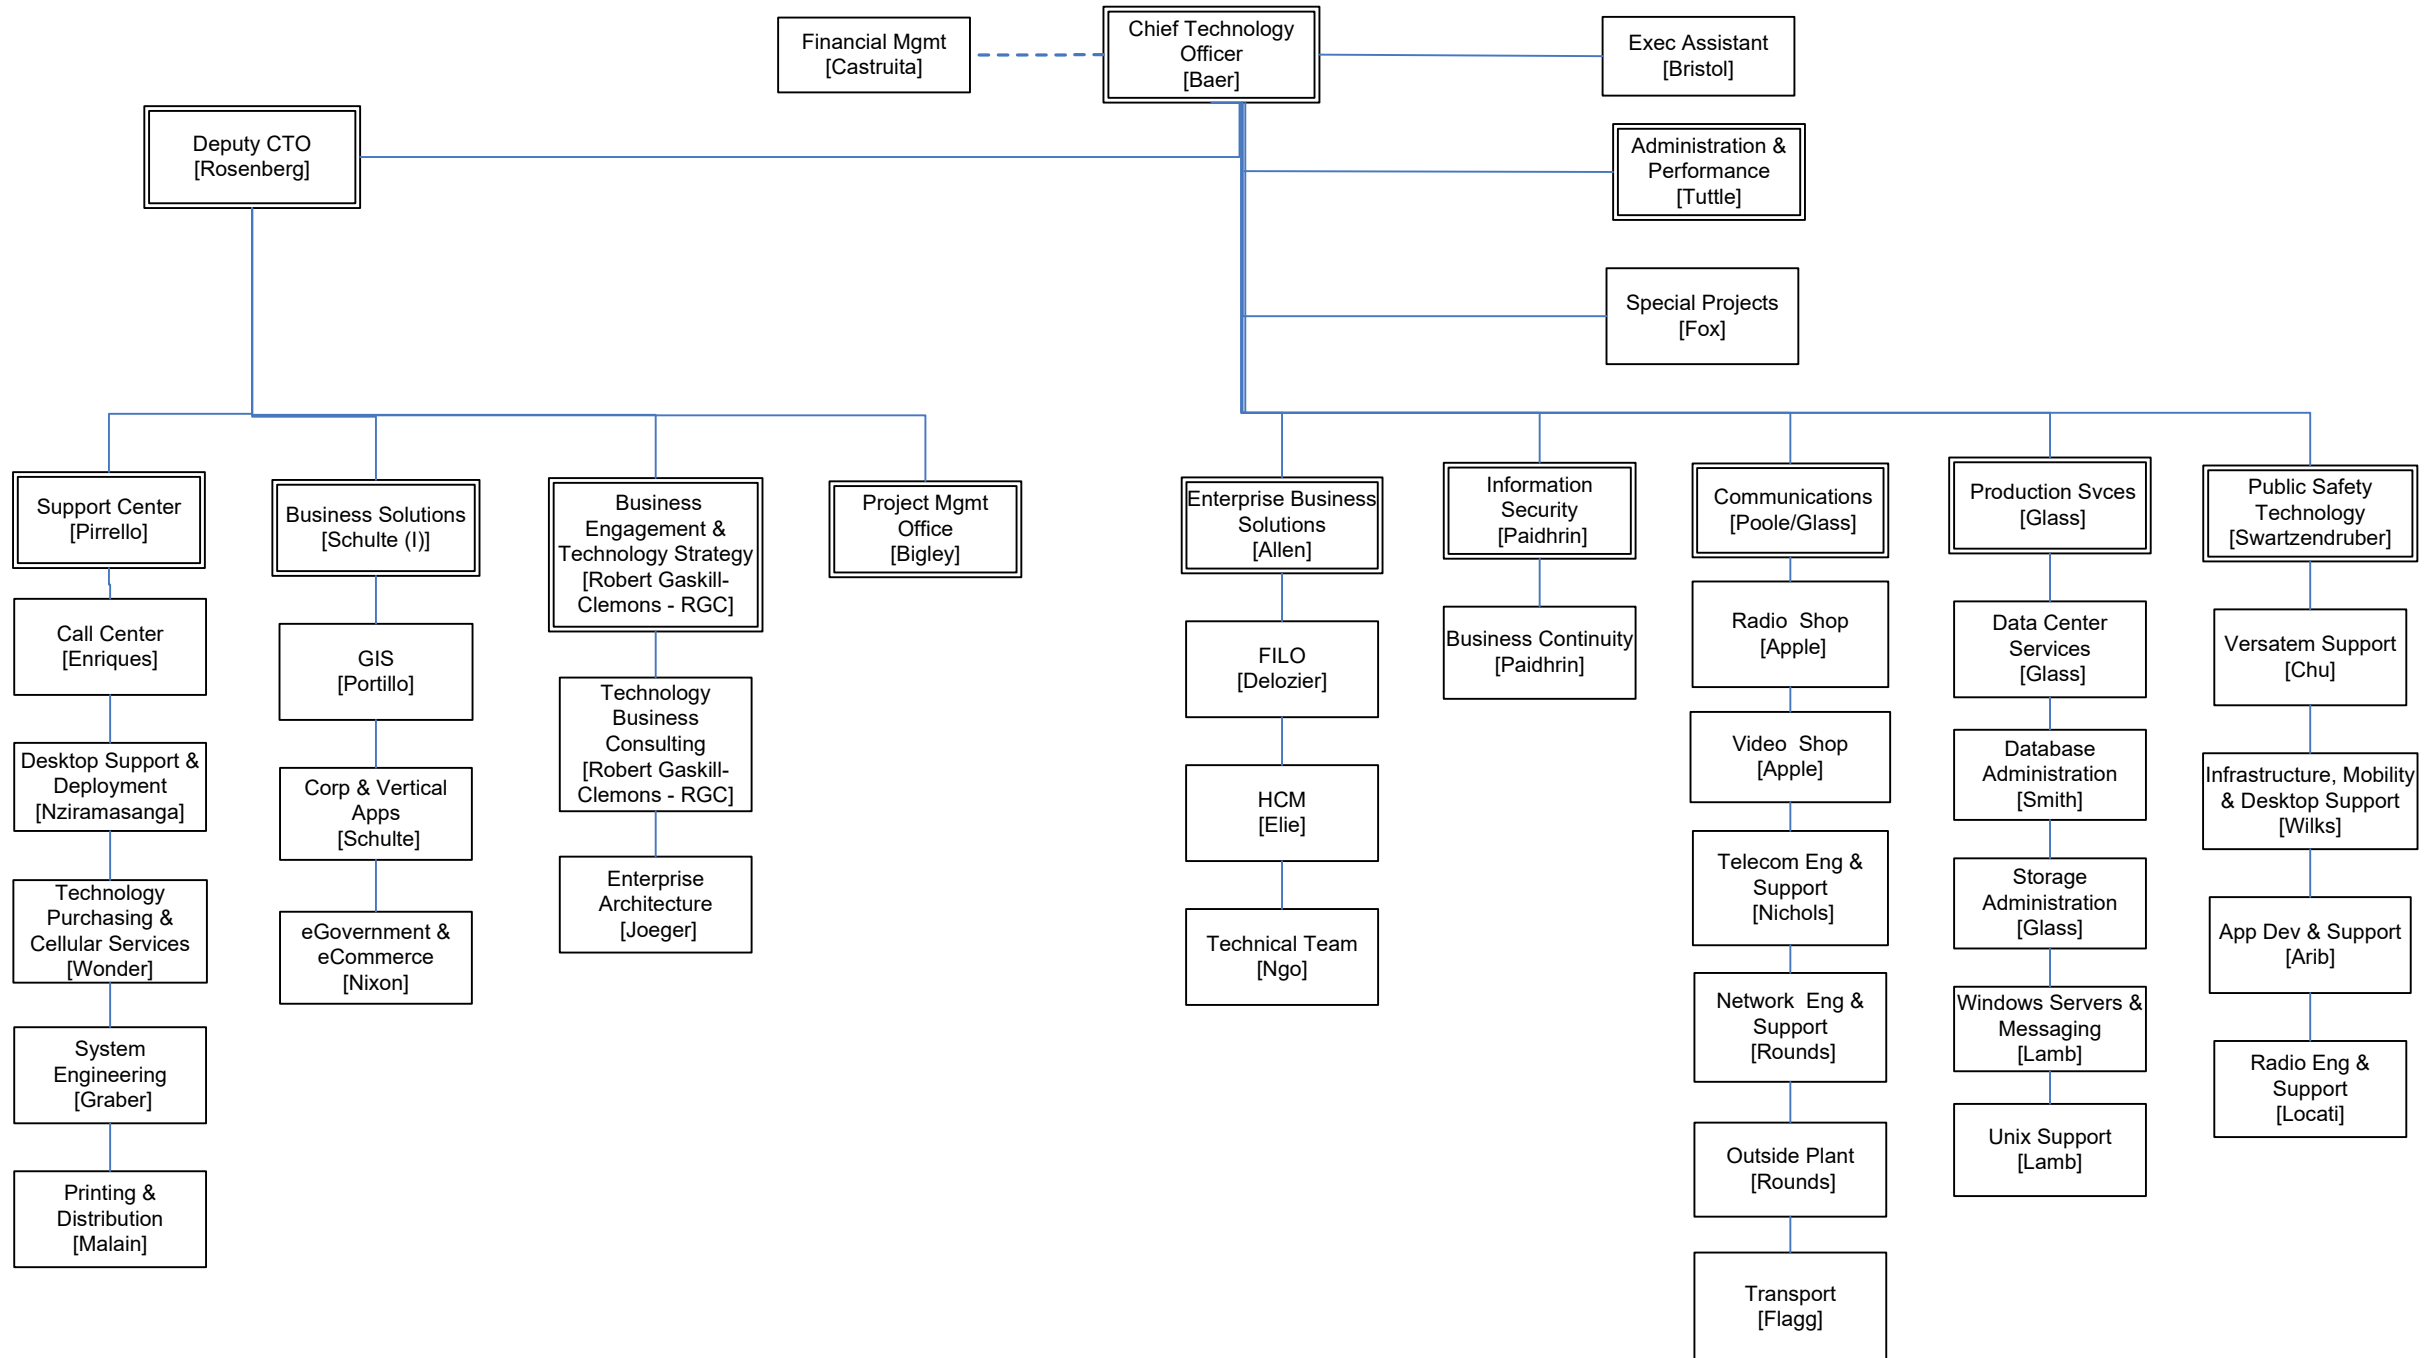 Financial Mgmt
[Castruita]
Chief Technology
Officer
[Baer]
Exec Assistant
[Bristol]
Deputy CTO
[Rosenberg]
Administration &
Performance
[Tuttle]
Special Projects
[Fox]
Support Center
[Pirrello]
Call Center
[Enriques]
Desktop Support &
Deployment
[Nziramasanga]
Technology
Purchasing &
Cellular Services
[Wonder]
System
Engineering
[Graber]
Printing &
Distribution
[Malain]
Business Solutions
[Schulte (I)]
GIS
[Portillo]
Corp & Vertical
Apps
[Schulte]
eGovernment &
eCommerce
[Nixon]
Business
Engagement &
Technology Strategy
[Robert Gaskill-
Clemons - RGC]
Technology
Business
Consulting
[Robert Gaskill-
Clemons - RGC]
Enterprise
Architecture
[Joeger]
Project Mgmt
Office
[Bigley]
Enterprise Business
Solutions
[Allen]
FILO
[Delozier]
HCM
[Elie]
Technical Team
[Ngo]
Information
Security
[Paidhrin]
Business Continuity
[Paidhrin]
Communications
[Poole/Glass]
Radio  Shop
[Apple]
Video  Shop
[Apple]
Telecom Eng &
Support
[Nichols]
Network  Eng &
Support
[Rounds]
Outside Plant
[Rounds]
Transport
[Flagg]
Production Svces
[Glass]
Data Center
Services
[Glass]
Database
Administration
[Smith]
Storage
Administration
[Glass]
Windows Servers &
Messaging
[Lamb]
Unix Support
[Lamb]
Public Safety
Technology
[Swartzendruber]
Versatem Support
[Chu]
Infrastructure, Mobility
& Desktop Support
[Wilks]
App Dev & Support
[Arib]
Radio Eng &
Support
[Locati]